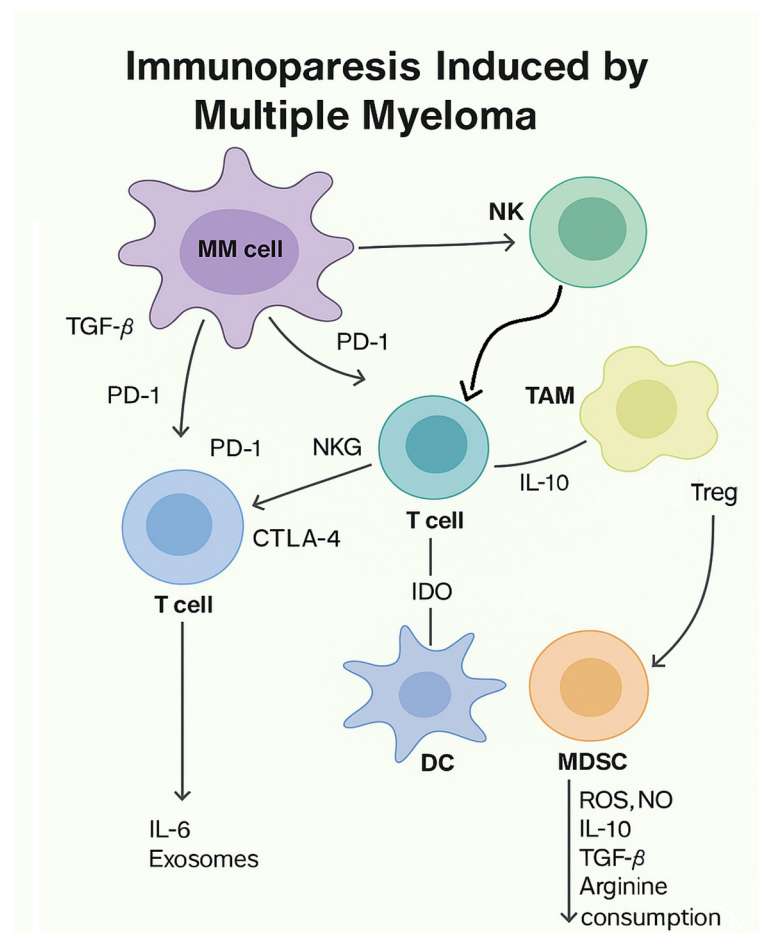 Immunoparesis Induced by
Multiple Myeloma
MM cell
NK
TGF-β
PD-1
PD-1
TAM
PD-1
NKG
IL-10
Treg
CTLA-4
T cell
T cell
IDO
DC
MDSC
ROS, NO
IL-10
TGF-β
Arginine
consumption
IL-6
Exosomes